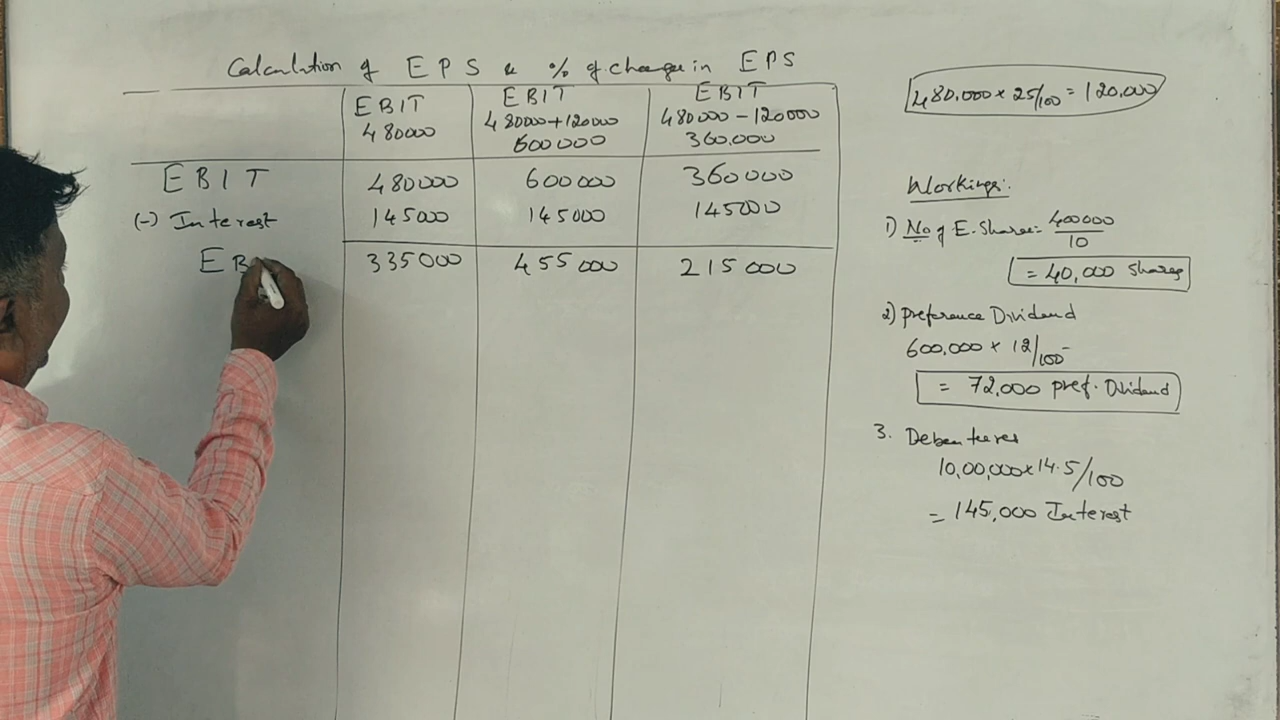 Calculation of EPS & % of change in EPS
EBIT 480000
EBIT 480000+120000 600000
EBIT 480000-120000 360.000
EBIT 480000 600000 360000
(-) Interest 145000 145000 145000
EB 335000 455000 215000
480.000 × 25/100 = 120.000
Workings:.
1) No of E. Shares = 400000/10
= 40,000 Shares
2) preference Dividend
600.000 × 12/100
= 72,000 pref. Dividend
3. Debentures
10,00,000 × 14.5/100
= 145,000 Interest